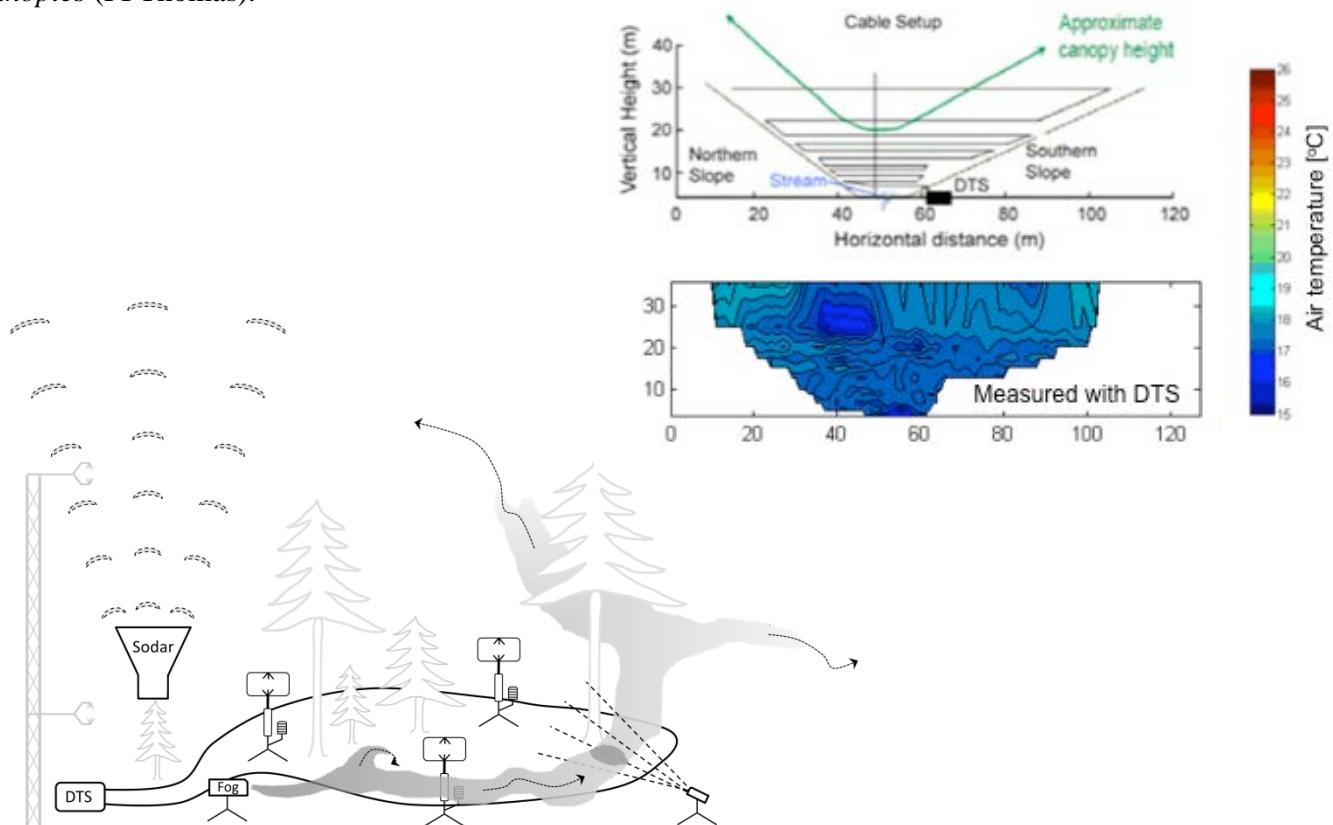 (PI Thomas).
Cable Setup
Approximate
canopy height
Vertical Height (m)
40
30
20
10
Northern
Slope
Southern
Slope
Stream
DTS
0 20 40 60 80 100 120
Horizontal distance (m)
26
25
24
23
22
21
20
19
18
17
16
15
Air temperature [°C]
30
20
10
Measured with DTS
0 20 40 60 80 100 120
Sodar
DTS
Fog